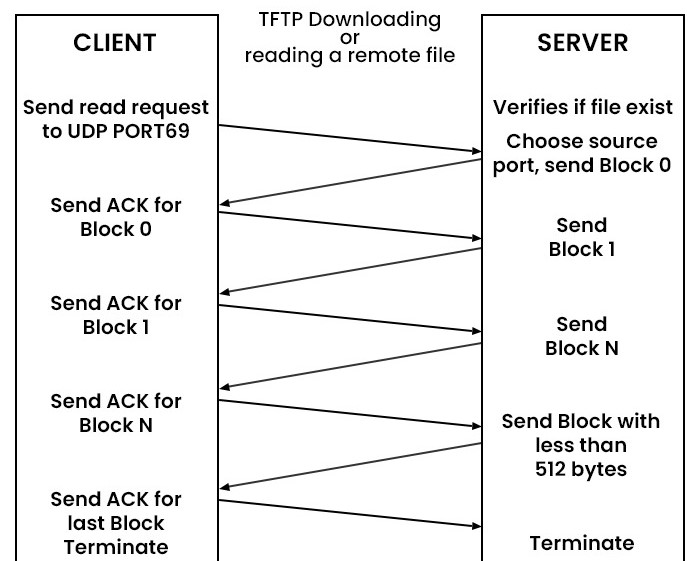 TFTP Downloading
or
reading a remote file
CLIENT
Send read request
to UDP PORT69
Send ACK for
Block 0
Send ACK for
Block 1
Send ACK for
Block N
Send ACK for
last Block
Terminate
SERVER
Verifies if file exist
Choose source
port, send Block 0
Send
Block 1
Send
Block N
Send Block with
less than
512 bytes
Terminate